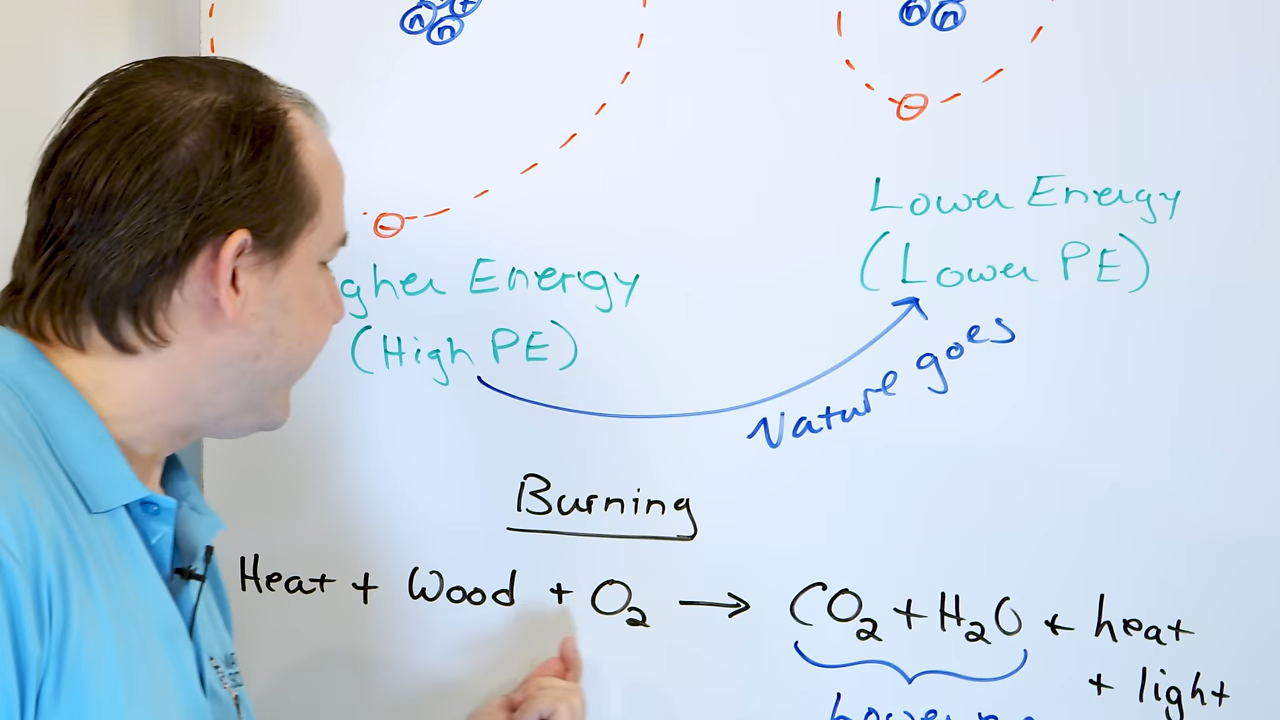 n + n
n n
Lower Energy
(Lower PE)
gher Energy
(High PE)
Nature goes
Burning
Heat + Wood + O₂ → CO₂ + H₂O + heat
+ light